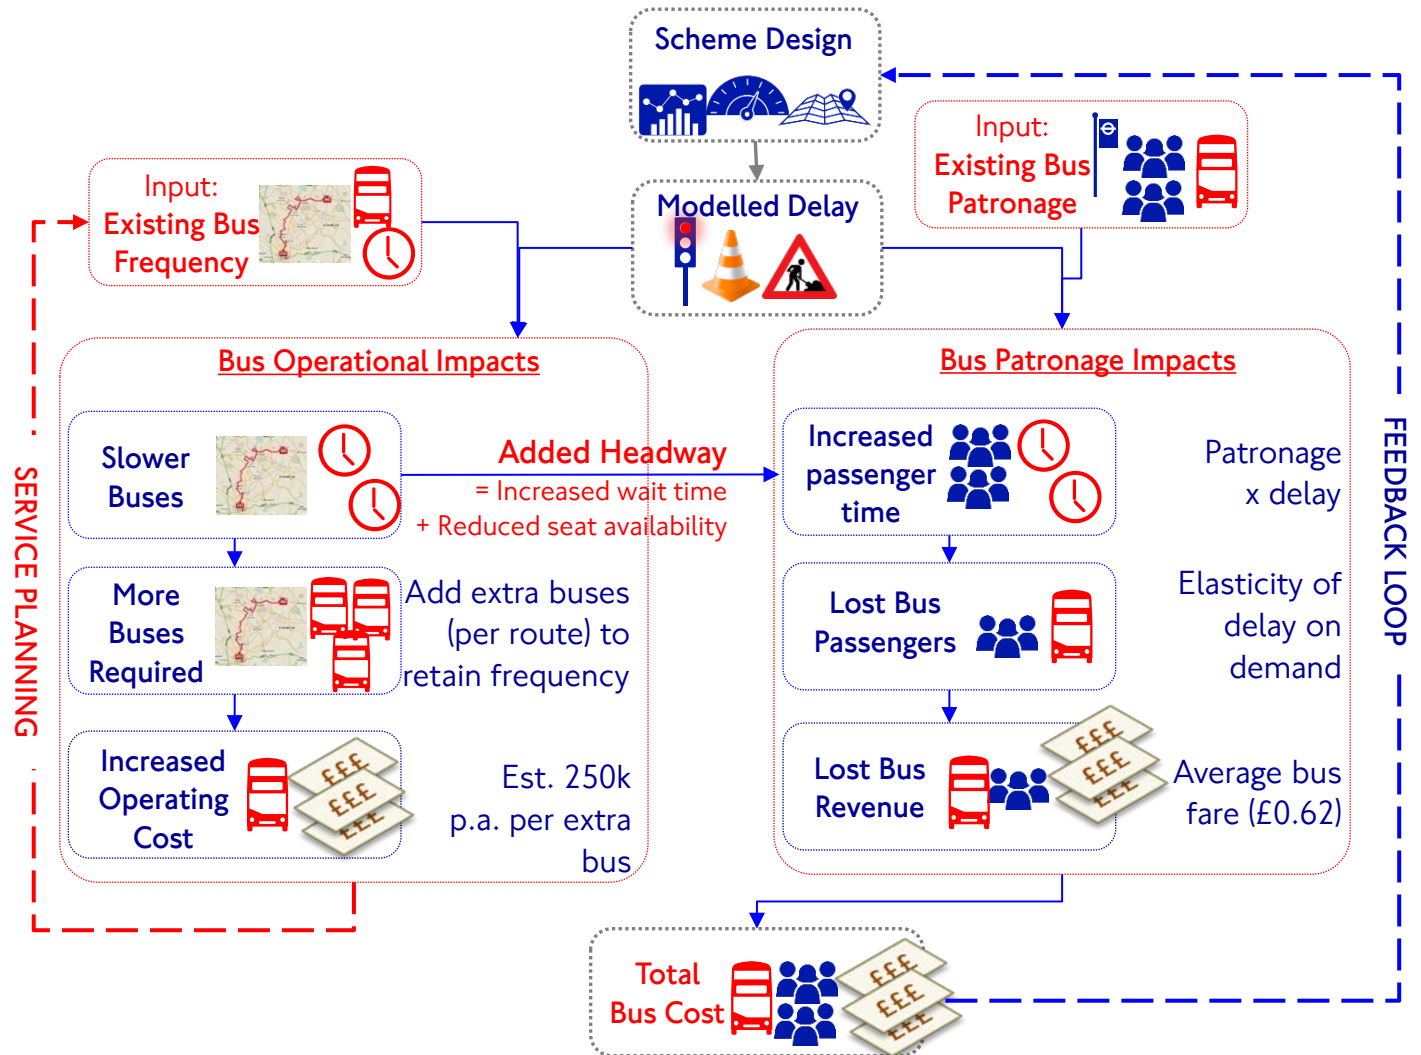 Scheme Design
Input:
Existing Bus
Patronage
Input:
Existing Bus
Frequency
Modelled Delay
Bus Operational Impacts
Slower
Buses
Added Headway
= Increased wait time
+ Reduced seat availability
More
Buses
Required
Add extra buses
(per route) to
retain frequency
Increased
Operating
Cost
£££
£££
£££
Est. 250k
p.a. per extra
bus
Bus Patronage Impacts
Increased
passenger
time
Patronage
x delay
Lost Bus
Passengers
Elasticity of
delay on
demand
Lost Bus
Revenue
£££
£££
£££
Average bus
fare (£0.62)
SERVICE PLANNING
FEEDBACK LOOP
Total
Bus Cost
£££
£££
£££